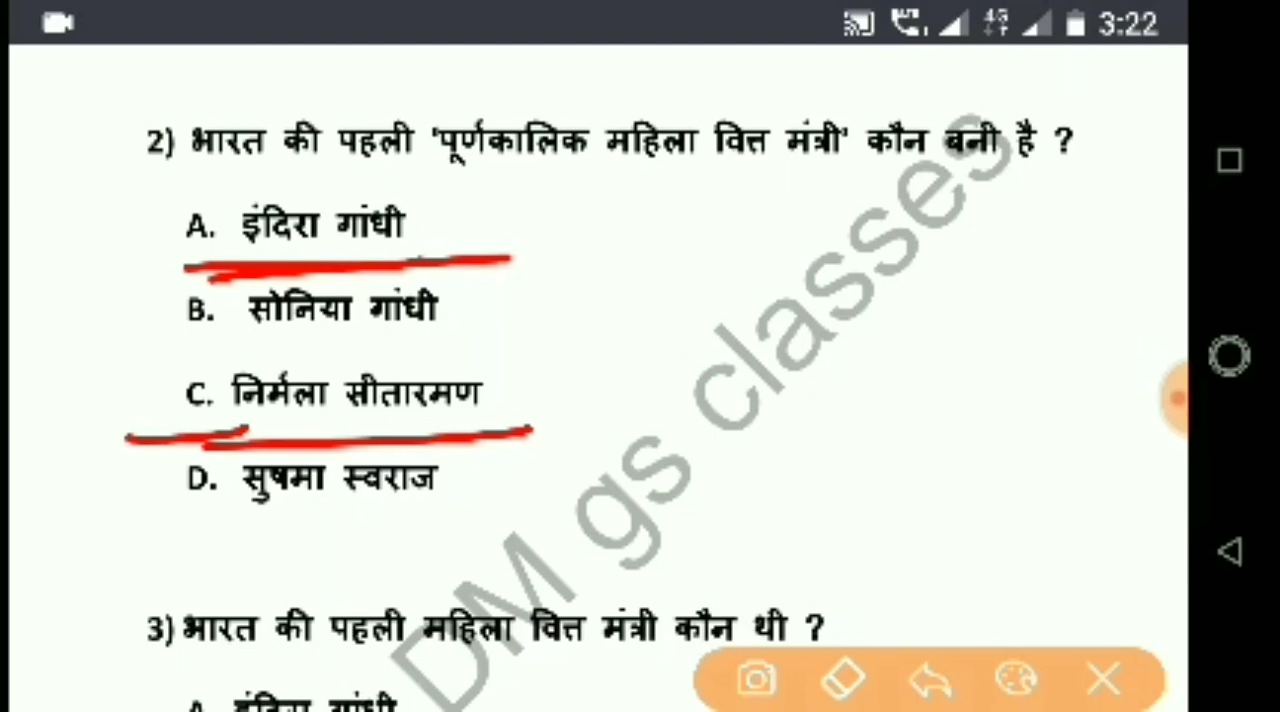 3:22
2) भारत की पहली 'पूर्णकालिक महिला वित्त मंत्री' कौन बनी है ?
A. इंदिरा गांधी
B. सोनिया गांधी
C. निर्मला सीतारमण
D. सुषमा स्वराज
3) भारत की पहली महिला वित्त मंत्री कौन थी ?
A इंदिरा गांधी
DM gs classes